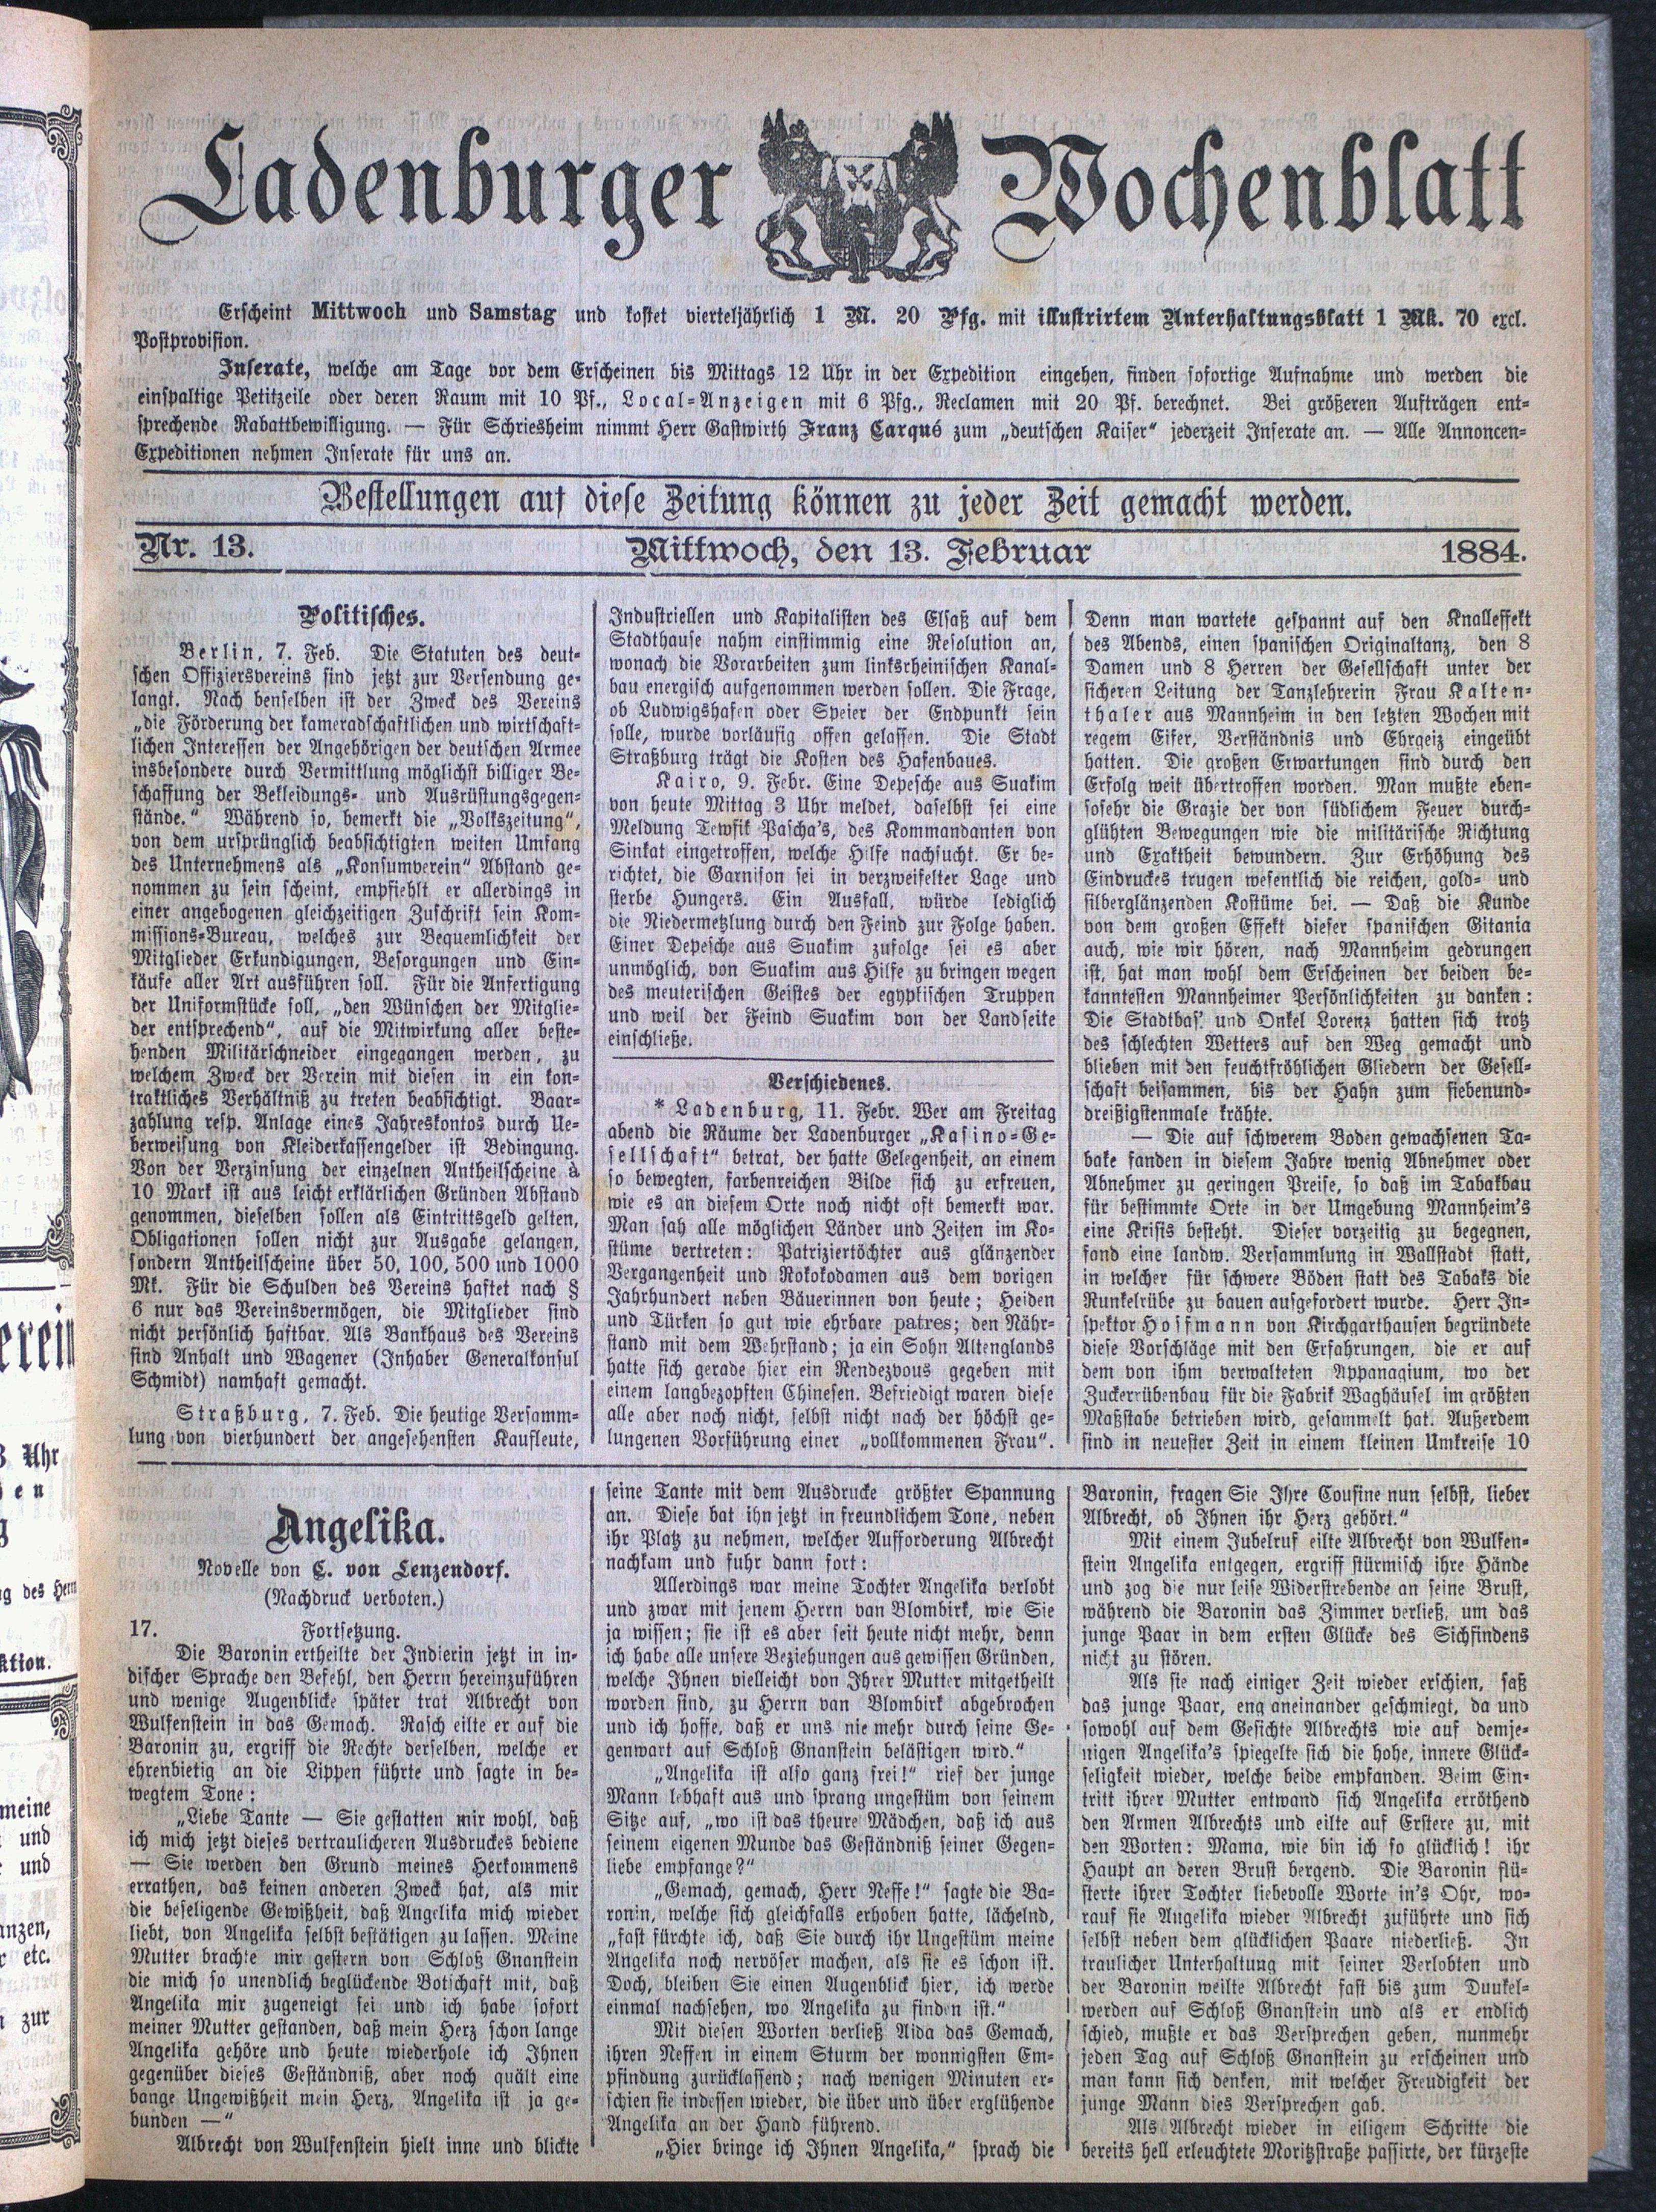 Ladenburger Wochenblatt
Erscheint Mittwoch und Samstag und kostet vierteljährlich 1 M. 20 Pfg. mit illustrirtem Unterhaltungsblatt 1 Mk. 70 excl.
Postprovision.
Inserate, welche am Tage vor dem Erscheinen bis Mittags 12 Uhr in der Expedition eingehen, finden sofortige Aufnahme und werden die
einspaltige Petitzeile oder deren Raum mit 10 Pf., Local-Anzeigen mit 6 Pfg., Reclamen mit 20 Pf. berechnet. Bei größeren Aufträgen ent-
sprechende Rabattbewilligung. — Für Schriesheim nimmt Herr Gastwirth Franz Carqué zum „deutschen Kaiser“ jederzeit Inserate an. — Alle Annoncen-
Expeditionen nehmen Inserate für uns an.
Bestellungen auf diese Zeitung können zu jeder Zeit gemacht werden.
Nr. 13. Mittwoch, den 13. Februar 1884.
Politisches.
Berlin, 7. Feb. Die Statuten des deut-
schen Offiziersvereins sind jetzt zur Versendung ge-
langt. Nach denselben ist der Zweck des Vereins
„die Förderung der kameradschaftlichen und wirtschaft-
lichen Interessen der Angehörigen der deutschen Armee
insbesondere durch Vermittlung möglichst billiger Be-
schaffung der Bekleidungs- und Ausrüstungsgegen-
stände.“ Während so, bemerkt die „Volkszeitung“,
von dem ursprünglich beabsichtigten weiten Umfang
des Unternehmens als „Konsumverein“ Abstand ge-
nommen zu sein scheint, empfiehlt er allerdings in
einer angebogenen gleichzeitigen Zuschrift sein Kom-
missions-Bureau, welches zur Bequemlichkeit der
Mitglieder Erkundigungen, Besorgungen und Ein-
käufe aller Art ausführen soll. Für die Anfertigung
der Uniformstücke soll, „den Wünschen der Mitglie-
der entsprechend“, auf die Mitwirkung aller beste-
henden Militärschneider eingegangen werden, zu
welchem Zweck der Verein mit diesen in ein kon-
traktliches Verhältniß zu treten beabsichtigt. Baar-
zahlung resp. Anlage eines Jahreskontos durch Ue-
berweisung von Kleiderkassengelder ist Bedingung.
Von der Verzinsung der einzelnen Antheilscheine à
10 Mark ist aus leicht erklärlichen Gründen Abstand
genommen, dieselben sollen als Eintrittsgeld gelten,
Obligationen sollen nicht zur Ausgabe gelangen,
sondern Antheilscheine über 50, 100, 500 und 1000
Mk. Für die Schulden des Vereins haftet nach §
6 nur das Vereinsvermögen, die Mitglieder sind
nicht persönlich haftbar. Als Bankhaus des Vereins
sind Anhalt und Wagener (Inhaber Generalkonsul
Schmidt) namhaft gemacht.
Straßburg, 7. Feb. Die heutige Versamm-
lung von vierhundert der angesehensten Kaufleute,
Industriellen und Kapitalisten des Elsaß auf dem
Stadthause nahm einstimmig eine Resolution an,
wonach die Vorarbeiten zum linksrheinischen Kanal-
bau energisch aufgenommen werden sollen. Die Frage,
ob Ludwigshafen oder Speier der Endpunkt sein
solle, wurde vorläufig offen gelassen. Die Stadt
Straßburg trägt die Kosten des Hafenbaues.
Kairo, 9. Febr. Eine Depesche aus Suakim
von heute Mittag 3 Uhr meldet, daselbst sei eine
Meldung Tewfik Pascha's, des Kommandanten von
Sinkat eingetroffen, welche Hilfe nachsucht. Er be-
richtet, die Garnison sei in verzweifelter Lage und
sterbe Hungers. Ein Ausfall, würde lediglich
die Niedermetzlung durch den Feind zur Folge haben.
Einer Depesche aus Suakim zufolge sei es aber
unmöglich, von Suakim aus Hilfe zu bringen wegen
des meuterischen Geistes der egyptischen Truppen
und weil der Feind Suakim von der Landseite
einschließe.
Verschiedenes.
* Ladenburg, 11. Febr. Wer am Freitag
abend die Räume der Ladenburger „Kasino-Ge-
sellschaft“ betrat, der hatte Gelegenheit, an einem
so bewegten, farbenreichen Bilde sich zu erfreuen,
wie es an diesem Orte noch nicht oft bemerkt war.
Man sah alle möglichen Länder und Zeiten im Ko-
stüme vertreten: Patriziertöchter aus glänzender
Vergangenheit und Rokokodamen aus dem vorigen
Jahrhundert neben Bäuerinnen von heute; Heiden
und Türken so gut wie ehrbare patres; den Nähr-
stand mit dem Wehrstand; ja ein Sohn Altenglands
hatte sich gerade hier ein Rendezvous gegeben mit
einem langbezopften Chinesen. Befriedigt waren diese
alle aber noch nicht, selbst nicht nach der höchst ge-
lungenen Vorführung einer „vollkommenen Frau“.
Denn man wartete gespannt auf den Knalleffekt
des Abends, einen spanischen Originaltanz, den 8
Damen und 8 Herren der Gesellschaft unter der
sicheren Leitung der Tanzlehrerin Frau Kalten-
thaler aus Mannheim in den letzten Wochen mit
regem Eifer, Verständnis und Ehrgeiz eingeübt
hatten. Die großen Erwartungen sind durch den
Erfolg weit übertroffen worden. Man mußte eben-
sosehr die Grazie der von südlichem Feuer durch-
glühten Bewegungen wie die militärische Richtung
und Exaktheit bewundern. Zur Erhöhung des
Eindruckes trugen wesentlich die reichen, gold- und
silberglänzenden Kostüme bei. — Daß die Kunde
von dem großen Effekt dieser spanischen Gitania
auch, wie wir hören, nach Mannheim gedrungen
ist, hat man wohl dem Erscheinen der beiden be-
kanntesten Mannheimer Persönlichkeiten zu danken:
Die Stadtbas' und Onkel Lorenz hatten sich trotz
des schlechten Wetters auf den Weg gemacht und
blieben mit den feuchtfröhlichen Gliedern der Gesell-
schaft beisammen, bis der Hahn zum siebenund-
dreißigstenmale krähte.
— Die auf schwerem Boden gewachsenen Ta-
bake fanden in diesem Jahre wenig Abnehmer oder
Abnehmer zu geringen Preise, so daß im Tabakbau
für bestimmte Orte in der Umgebung Mannheim's
eine Krisis besteht. Dieser vorzeitig zu begegnen,
fand eine landw. Versammlung in Wallstadt statt,
in welcher für schwere Böden statt des Tabaks die
Runkelrübe zu bauen aufgefordert wurde. Herr In-
spektor Hoffmann von Kirchgarthausen begründete
diese Vorschläge mit den Erfahrungen, die er auf
dem von ihm verwalteten Appanagium, wo der
Zuckerrübenbau für die Fabrik Waghäusel im größten
Maßstabe betrieben wird, gesammelt hat. Außerdem
sind in neuester Zeit in einem kleinen Umkreise 10
Angelika.
Novelle von C. von Lenzendorf.
(Nachdruck verboten.)
17. Fortsetzung.
Die Baronin ertheilte der Indierin jetzt in in-
discher Sprache den Befehl, den Herrn hereinzuführen
und wenige Augenblicke später trat Albrecht von
Wulfenstein in das Gemach. Rasch eilte er auf die
Baronin zu, ergriff die Rechte derselben, welche er
ehrenbietig an die Lippen führte und sagte in be-
wegtem Tone:
„Liebe Tante — Sie gestatten mir wohl, daß
ich mich jetzt dieses vertraulicheren Ausdruckes bediene
— Sie werden den Grund meines Herkommens
errathen, das keinen anderen Zweck hat, als mir
die beseligende Gewißheit, daß Angelika mich wieder
liebt, von Angelika selbst bestätigen zu lassen. Meine
Mutter brachte mir gestern von Schloß Gnanstein
die mich so unendlich beglückende Botschaft mit, daß
Angelika mir zugeneigt sei und ich habe sofort
meiner Mutter gestanden, daß mein Herz schon lange
Angelika gehöre und heute wiederhole ich Ihnen
gegenüber dieses Geständniß, aber noch quält eine
bange Ungewißheit mein Herz, Angelika ist ja ge-
bunden —“
Albrecht von Wulfenstein hielt inne und blickte
seine Tante mit dem Ausdrucke größter Spannung
an. Diese bat ihn jetzt in freundlichem Tone, neben
ihr Platz zu nehmen, welcher Aufforderung Albrecht
nachkam und fuhr dann fort:
Allerdings war meine Tochter Angelika verlobt
und zwar mit jenem Herrn van Blombirk, wie Sie
ja wissen; sie ist es aber seit heute nicht mehr, denn
ich habe alle unsere Beziehungen aus gewissen Gründen,
welche Ihnen vielleicht von Ihrer Mutter mitgetheilt
worden sind, zu Herrn van Blombirk abgebrochen
und ich hoffe, daß er uns nie mehr durch seine Ge-
genwart auf Schloß Gnanstein belästigen wird.“
„Angelika ist also ganz frei!“ rief der junge
Mann lebhaft aus und sprang ungestüm von seinem
Sitze auf, „wo ist das theure Mädchen, daß ich aus
seinem eigenen Munde das Geständniß seiner Gegen-
liebe empfange?“
„Gemach, gemach, Herr Neffe!“ sagte die Ba-
ronin, welche sich gleichfalls erhoben hatte, lächelnd,
„fast fürchte ich, daß Sie durch ihr Ungestüm meine
Angelika noch nervöser machen, als sie es schon ist.
Doch, bleiben Sie einen Augenblick hier, ich werde
einmal nachsehen, wo Angelika zu finden ist.“
Mit diesen Worten verließ Aida das Gemach,
ihren Neffen in einem Sturm der wonnigsten Em-
pfindung zurücklassend; nach wenigen Minuten er-
schien sie indessen wieder, die über und über erglühende
Angelika an der Hand führend.
„Hier bringe ich Ihnen Angelika,“ sprach die
Baronin, fragen Sie Ihre Cousine nun selbst, lieber
Albrecht, ob Ihnen ihr Herz gehört.“
Mit einem Jubelruf eilte Albrecht von Wulfen-
stein Angelika entgegen, ergriff stürmisch ihre Hände
und zog die nur leise Widerstrebende an seine Brust,
während die Baronin das Zimmer verließ, um das
junge Paar in dem ersten Glücke des Sichfindens
nicht zu stören.
Als sie nach einiger Zeit wieder erschien, saß
das junge Paar, eng aneinander geschmiegt, da und
sowohl auf dem Gesichte Albrechts wie auf demje-
nigen Angelika's spiegelte sich die hohe, innere Glück-
seligkeit wieder, welche beide empfanden. Beim Ein-
tritt ihrer Mutter entwand sich Angelika erröthend
den Armen Albrechts und eilte auf Erstere zu, mit
den Worten: Mama, wie bin ich so glücklich! ihr
Haupt an deren Brust bergend. Die Baronin flü-
sterte ihrer Tochter liebevolle Worte in's Ohr, wo-
rauf sie Angelika wieder Albrecht zuführte und sich
selbst neben dem glücklichen Paare niederließ. In
traulicher Unterhaltung mit seiner Verlobten und
der Baronin weilte Albrecht fast bis zum Dunkel-
werden auf Schloß Gnanstein und als er endlich
schied, mußte er das Versprechen geben, nunmehr
jeden Tag auf Schloß Gnanstein zu erscheinen und
man kann sich denken, mit welcher Freudigkeit der
junge Mann dies Versprechen gab.
Als Albrecht wieder in eiligem Schritte die
bereits hell erleuchtete Moritzstraße passirte, der kürzeste